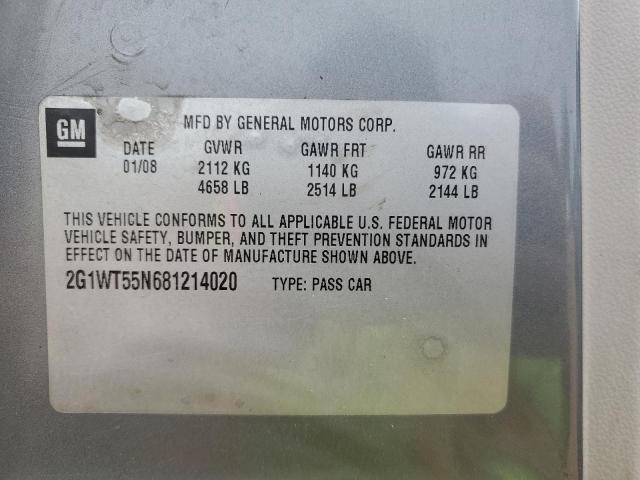 GM
MFD BY GENERAL MOTORS CORP.
DATE GVWR GAWR FRT GAWR RR
01/08 2112 KG 1140 KG 972 KG
4658 LB 2514 LB 2144 LB
THIS VEHICLE CONFORMS TO ALL APPLICABLE U.S. FEDERAL MOTOR
VEHICLE SAFETY, BUMPER, AND THEFT PREVENTION STANDARDS IN
EFFECT ON THE DATE OF MANUFACTURE SHOWN ABOVE.
2G1WT55N681214020 TYPE: PASS CAR